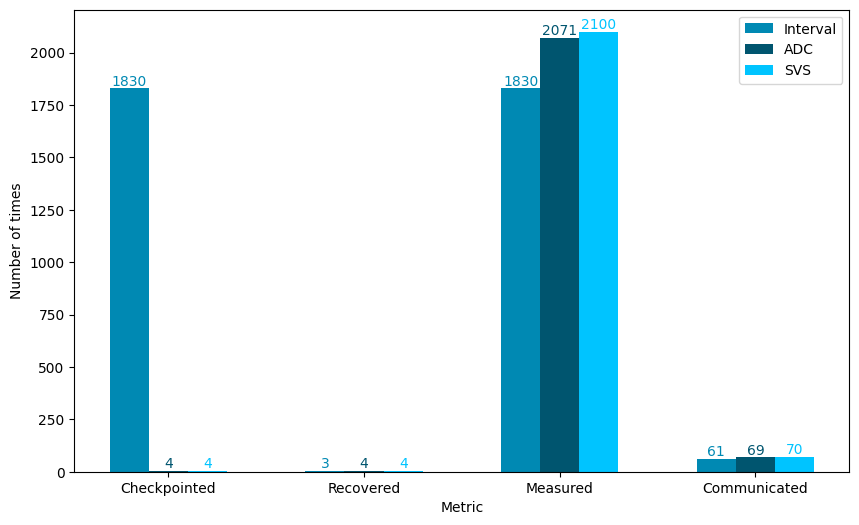 Interval
ADC
SVS
Number of times
2000
1750
1500
1250
1000
750
500
250
0
1830
4
4
3
4
4
1830
2071
2100
61
69
70
Checkpointed
Recovered
Measured
Communicated
Metric